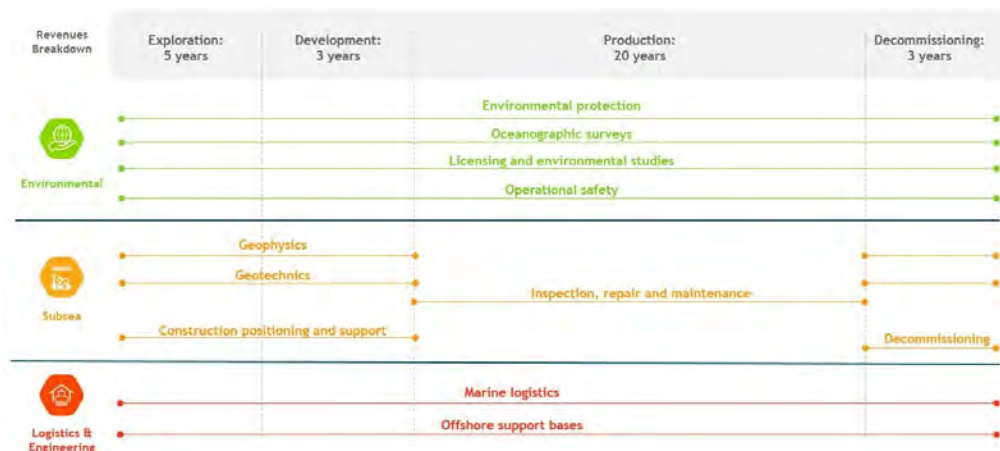 Revenues
Breakdown
Exploration:
5 years
Development:
3 years
Production:
20 years
Decommissioning:
3 years
Environmental
Environmental protection
Oceanographic surveys
Licensing and environmental studies
Operational safety
Subsea
Geophysics
Geotechnics
Inspection, repair and maintenance
Construction positioning and support
Decommissioning
Logistics &
Engineering
Marine logistics
Offshore support bases